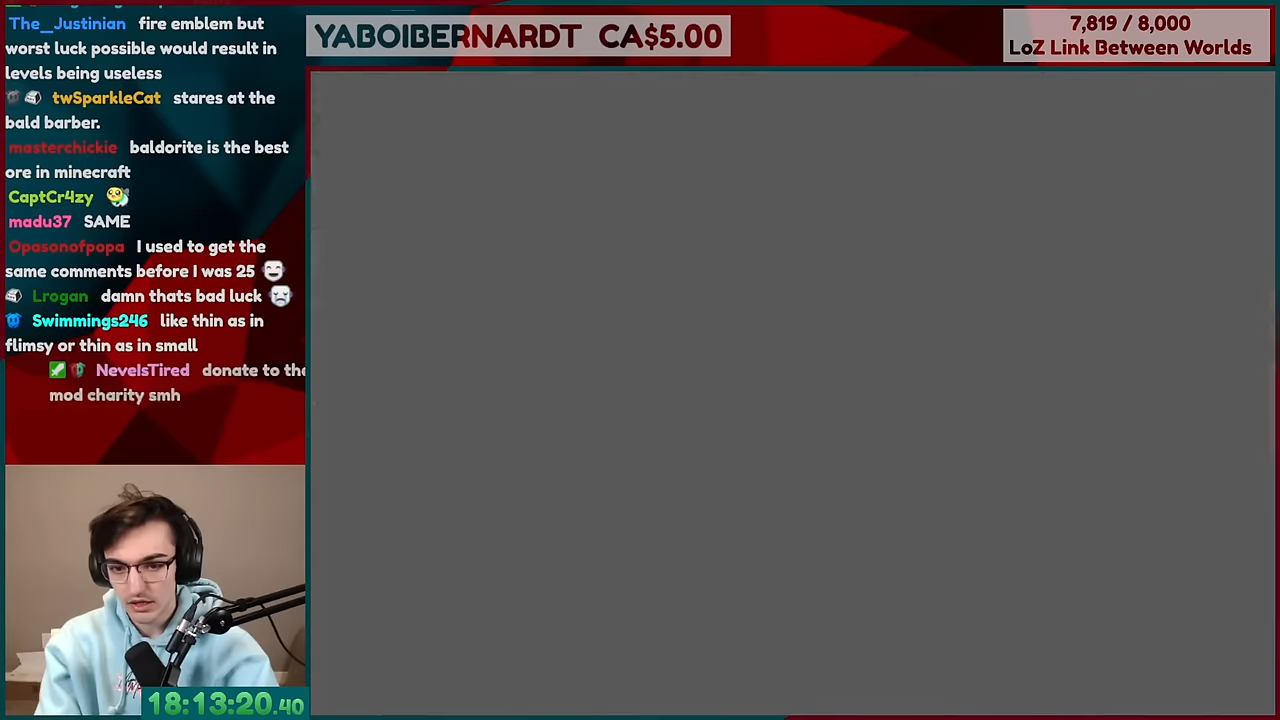 The_Justinian fire emblem but
worst luck possible would result in
levels being useless
twSparkleCat stares at the
bald barber.
masterchickie baldorite is the best
ore in minecraft
CaptCr4zy
madu37 SAME
Opasonofpopa I used to get the
same comments before I was 25
Lrogan damn thats bad luck
Swimmings246 like thin as in
flimsy or thin as in small
NeveIsTired donate to the
mod charity smh
YABOIBERNARDT CA$5.00
7,819 / 8,000
LoZ Link Between Worlds
18:13:20.40